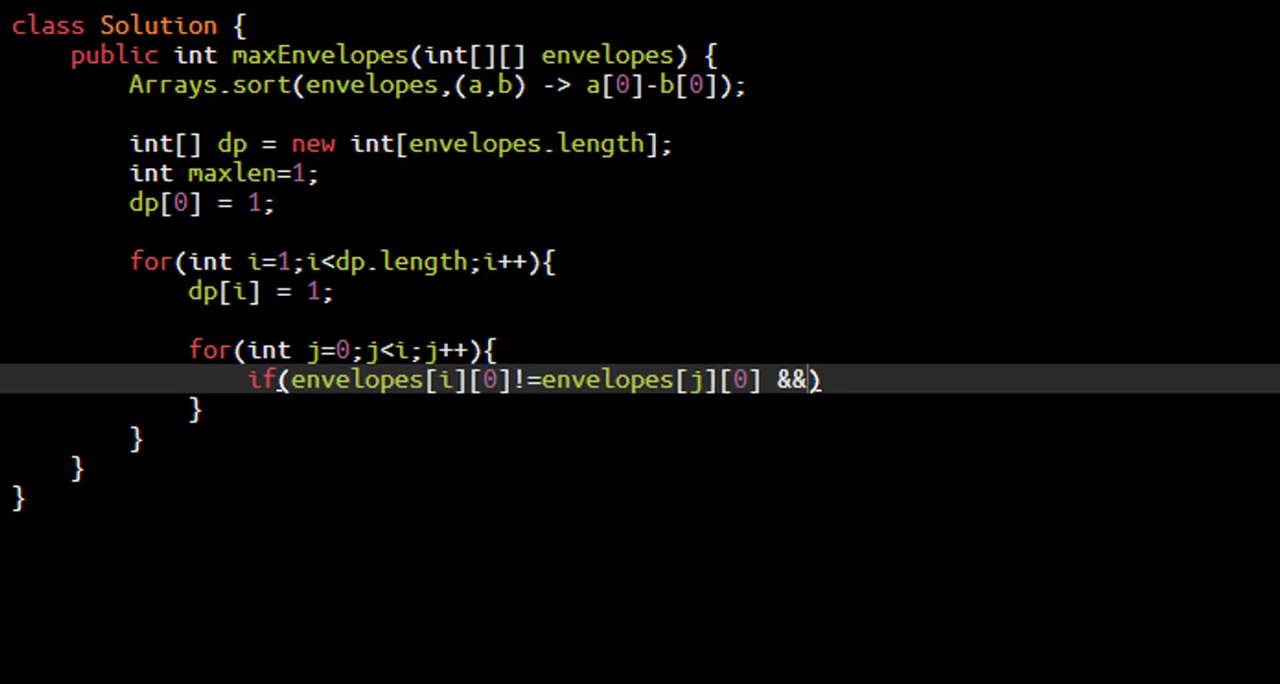 class Solution {
    public int maxEnvelopes(int[][] envelopes) {
        Arrays.sort(envelopes,(a,b) -> a[0]-b[0]);
        int[] dp = new int[envelopes.length];
        int maxlen=1;
        dp[0] = 1;
        for(int i=1;i<dp.length;i++){
            dp[i] = 1;
            for(int j=0;j<i;j++){
                if(envelopes[i][0]!=envelopes[j][0] &&)
            }
        }
    }
}